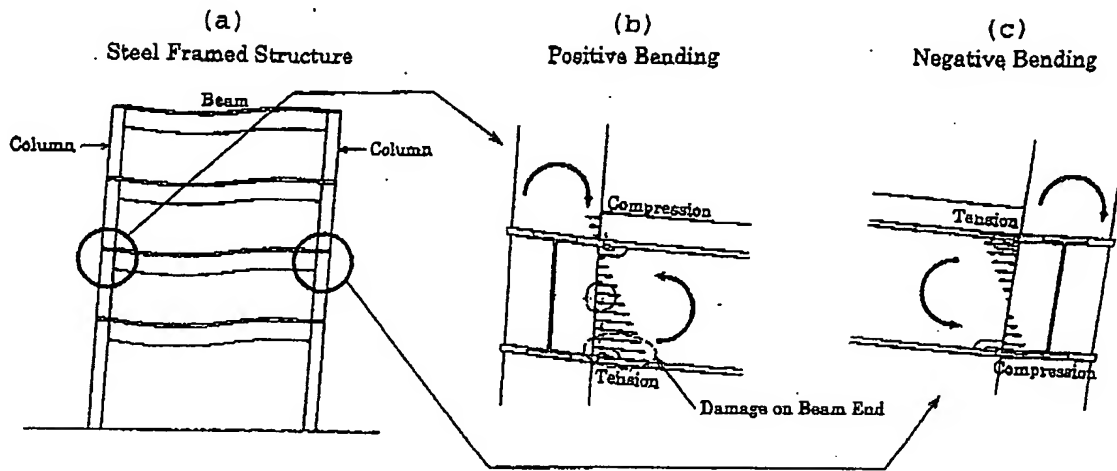 (a)
Steel Framed Structure
(b)
Positive Bending
(c)
Negative Bending
Beam
Column
Column
Compression
Tension
Damage on Beam End
Tension
Compression